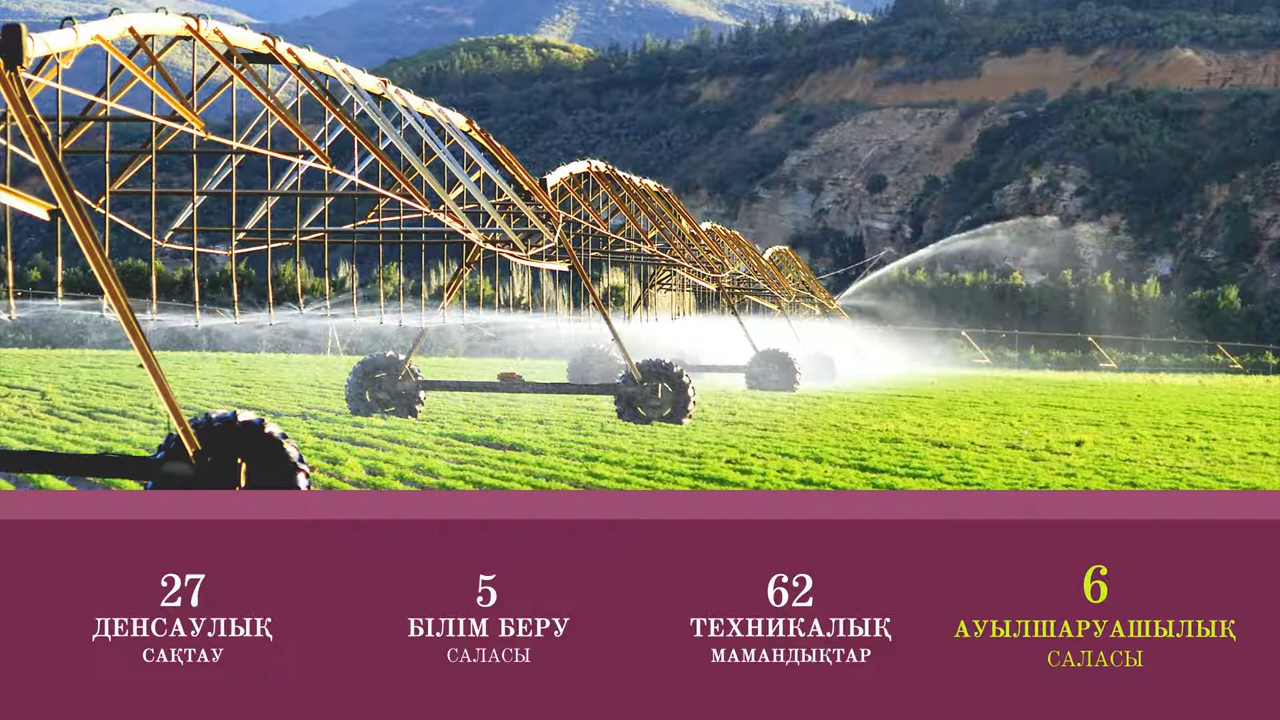 27
ДЕНСАУЛЫҚ
САҚТАУ
5
БІЛІМ БЕРУ
САЛАСЫ
62
ТЕХНИКАЛЫҚ
МАМАНДЫҚТАР
6
АУЫЛШАРУАШЫЛЫҚ
САЛАСЫ